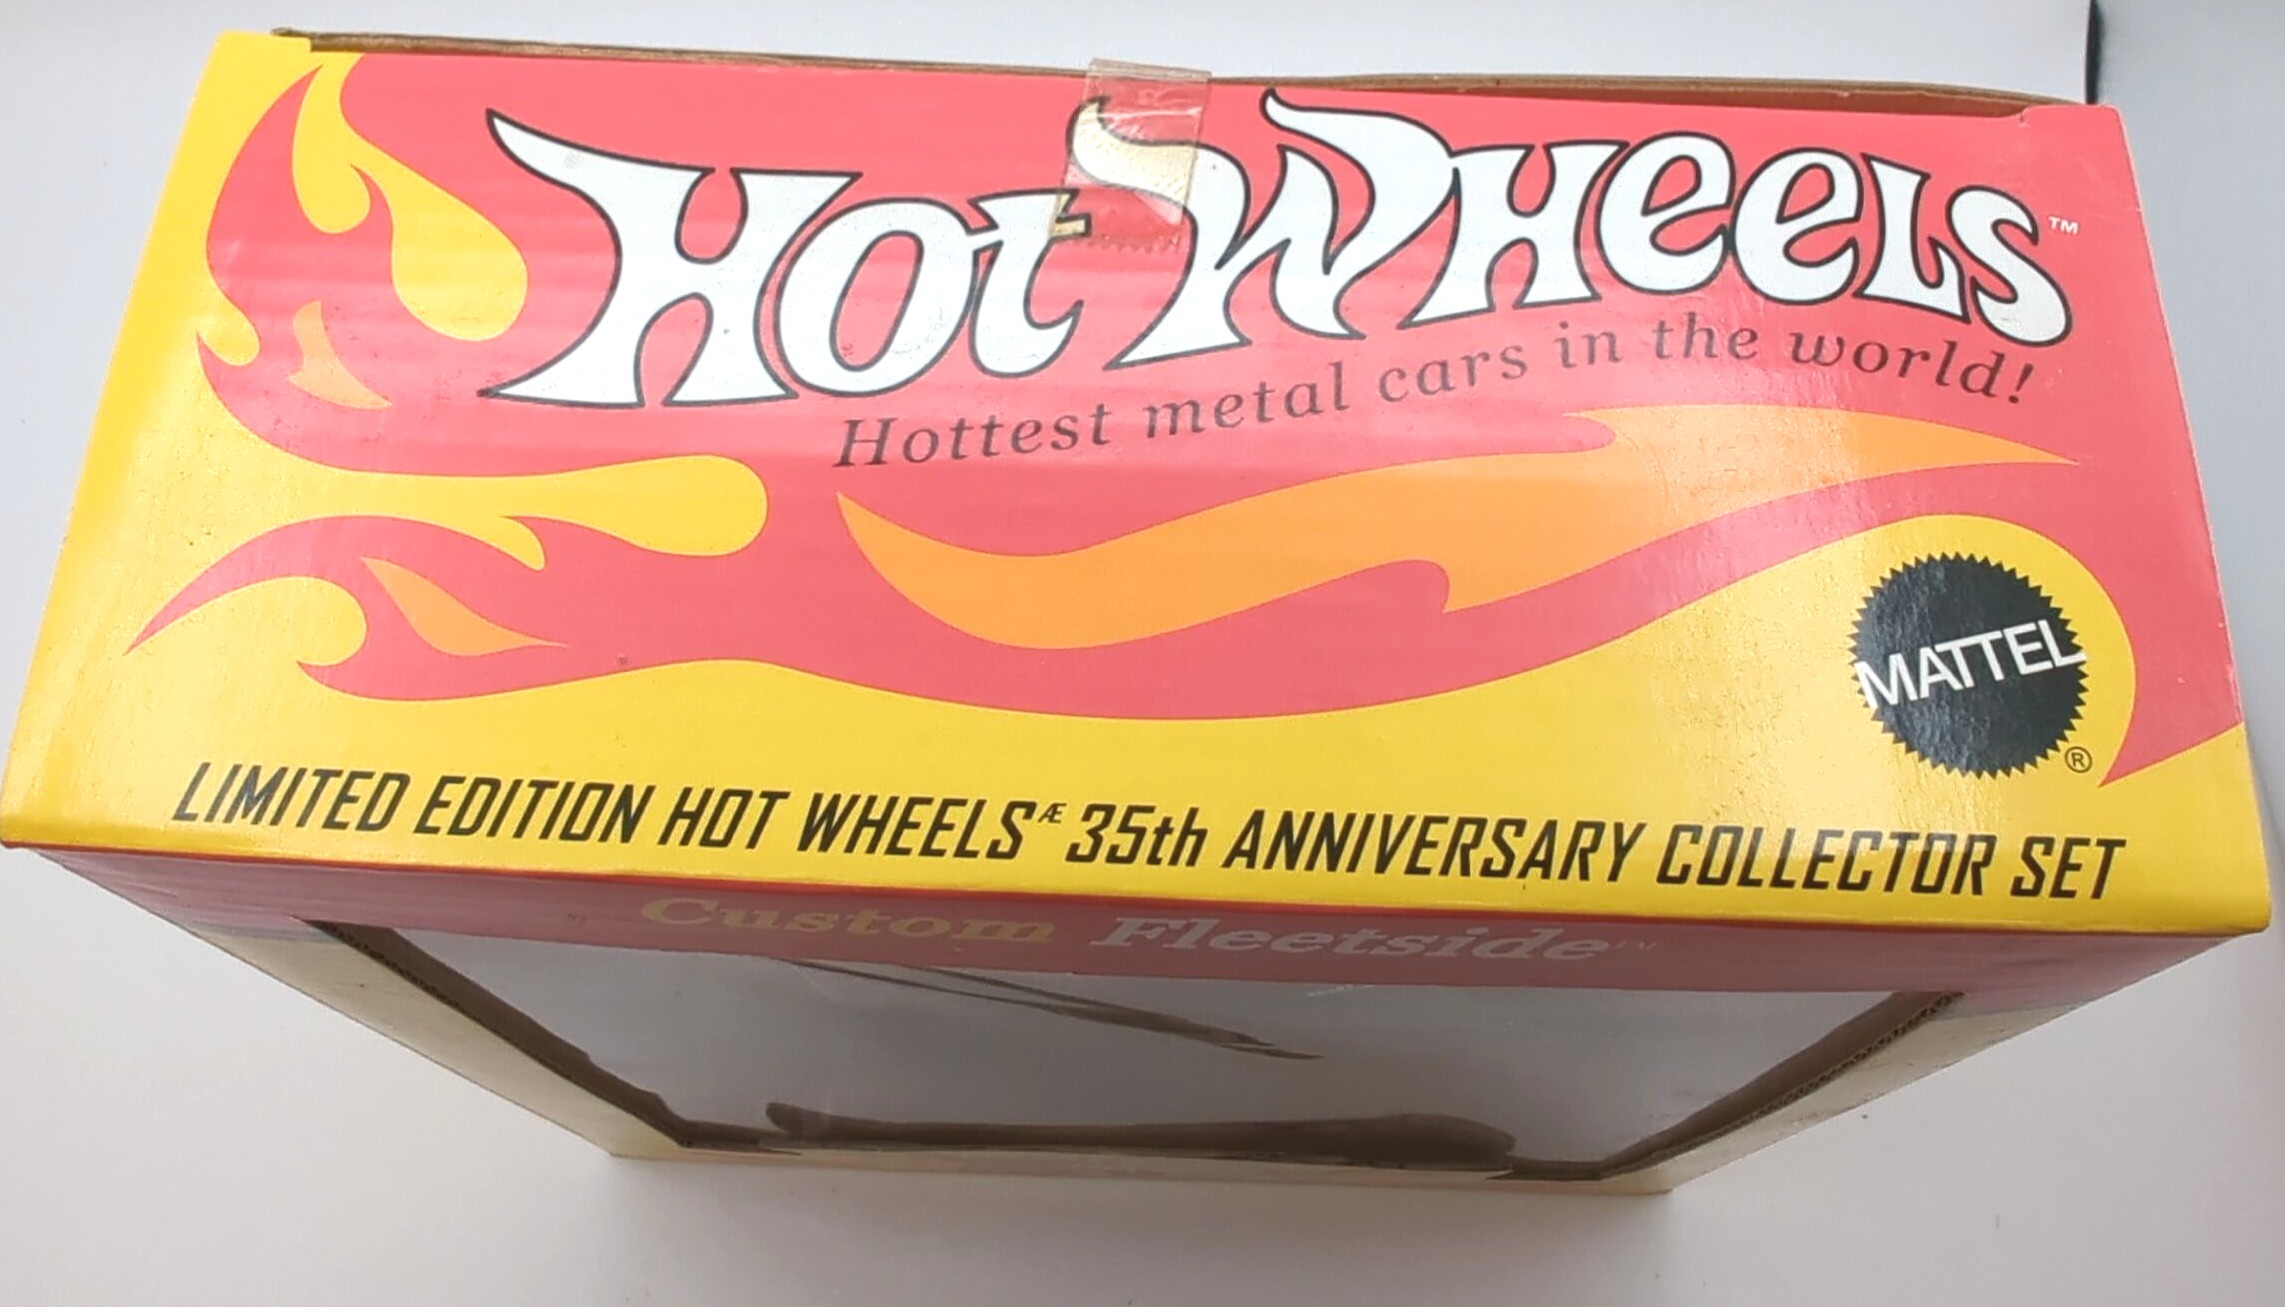 Hot Wheels™
Hottest metal cars in the world!
MATTEL®
LIMITED EDITION HOT WHEELSÆ 35th ANNIVERSARY COLLECTOR SET
Custom Fleetside™